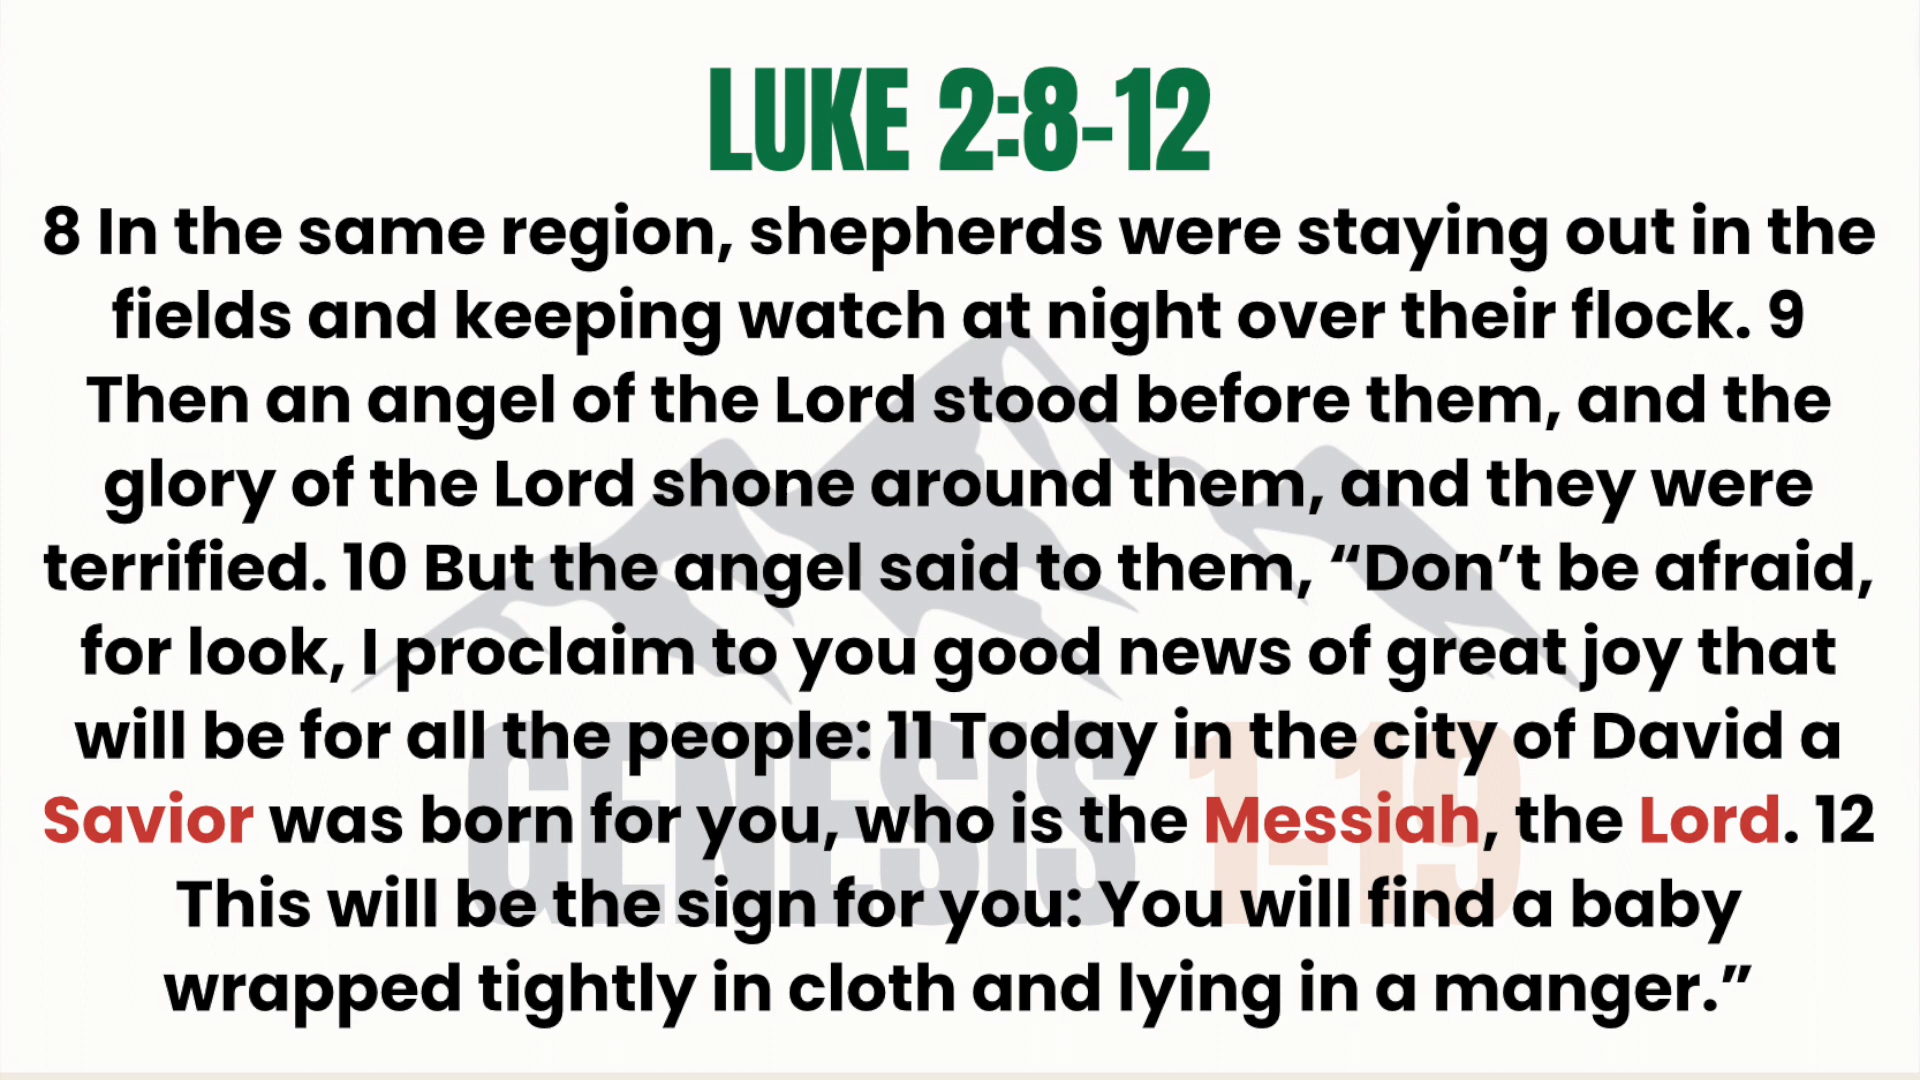 LUKE 2:8-12
8 In the same region, shepherds were staying out in the
fields and keeping watch at night over their flock. 9
Then an angel of the Lord stood before them, and the
glory of the Lord shone around them, and they were
terrified. 10 But the angel said to them, “Don’t be afraid,
for look, I proclaim to you good news of great joy that
will be for all the people: 11 Today in the city of David a
Savior was born for you, who is the Messiah, the Lord. 12
This will be the sign for you: You will find a baby
wrapped tightly in cloth and lying in a manger.”
GENESIS 1-19